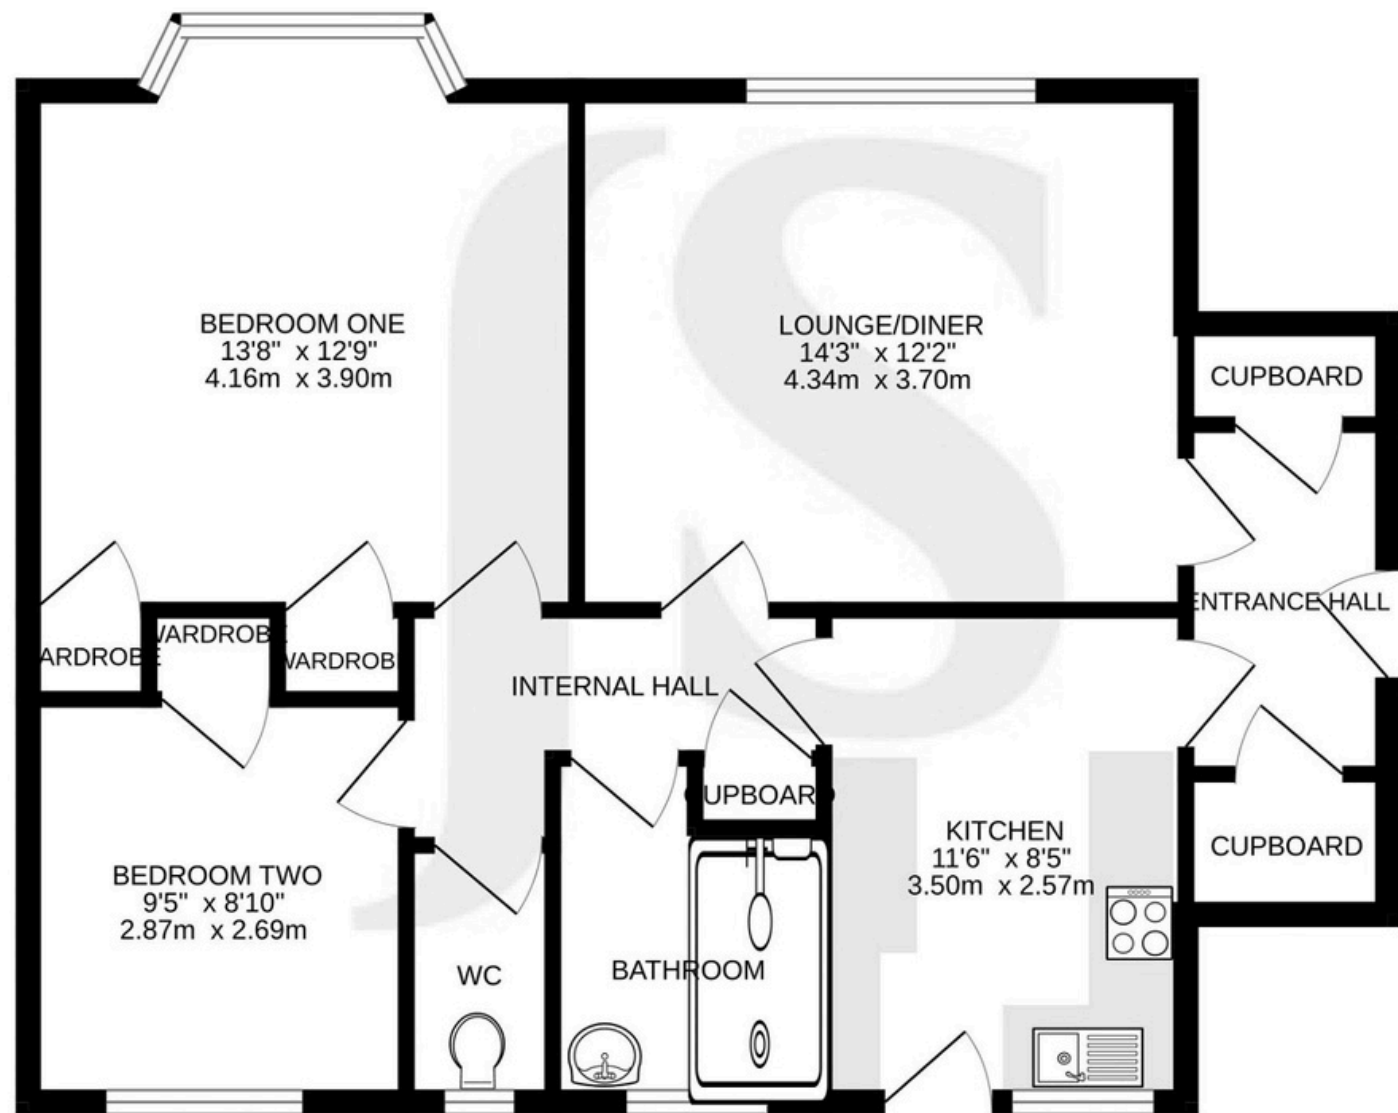 BEDROOM ONE
13'8" x 12'9"
4.16m x 3.90m
LOUNGE/DINER
14'3" x 12'2"
4.34m x 3.70m
CUPBOARD
ENTRANCE HALL
WARDROBE
ARDROBE
WARDROB
INTERNAL HALL
UPBOAR
KITCHEN
11'6" x 8'5"
3.50m x 2.57m
CUPBOARD
BEDROOM TWO
9'5" x 8'10"
2.87m x 2.69m
WC
BATHROOM
JS